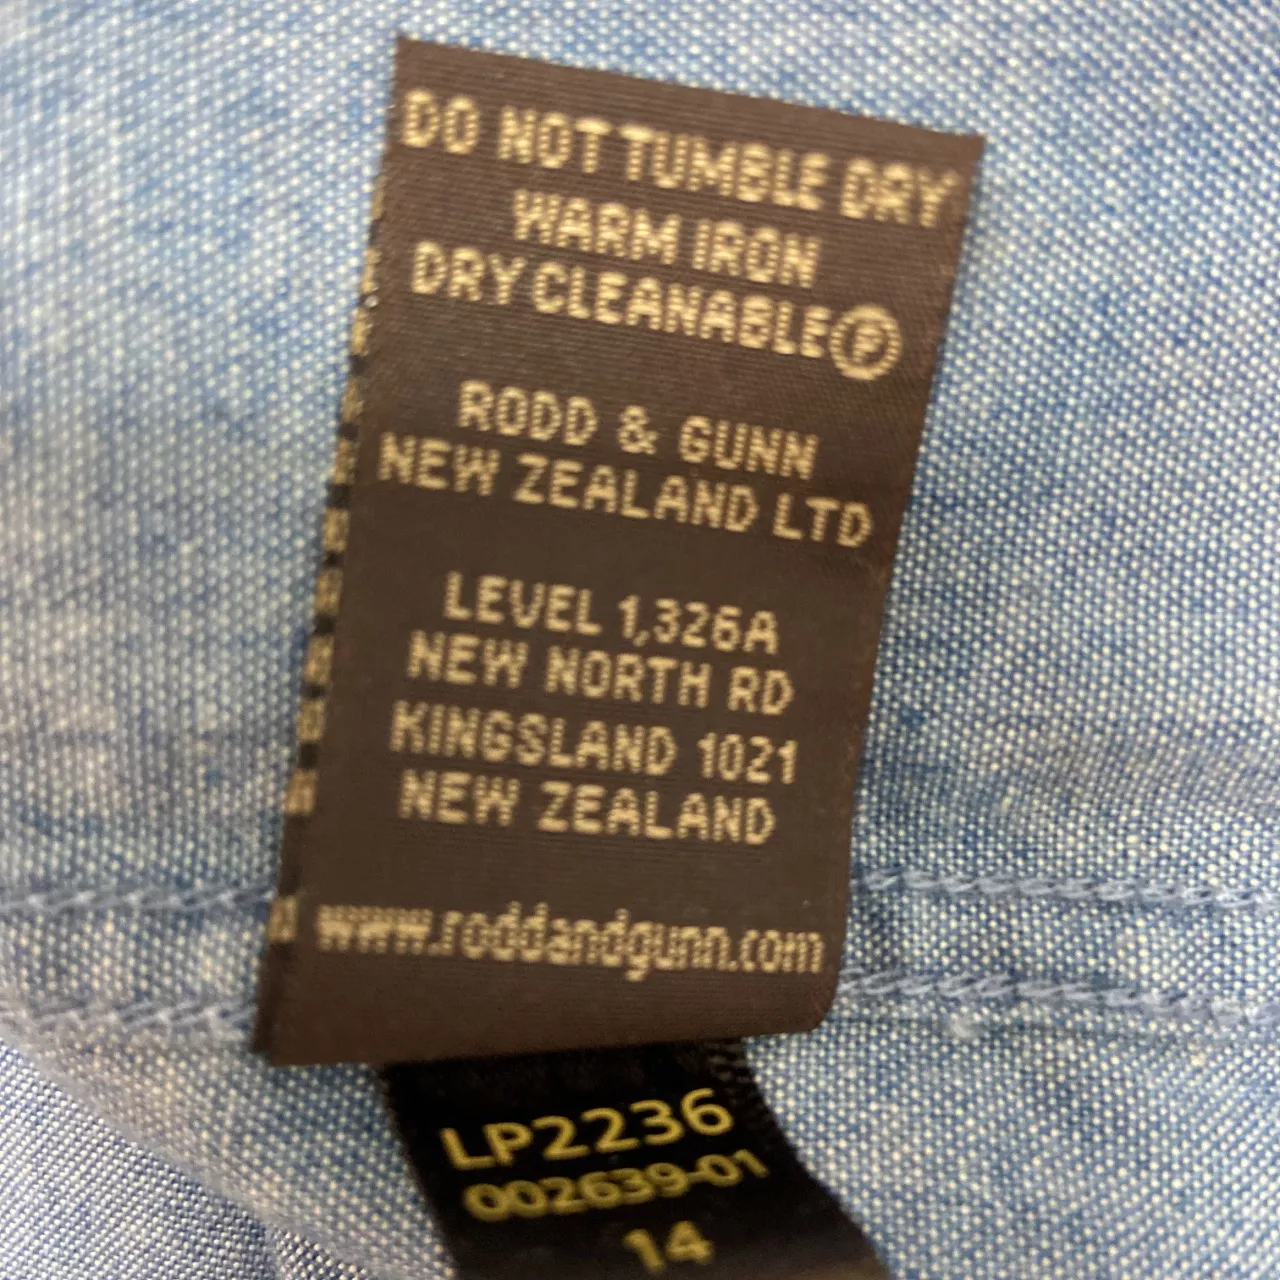 DO NOT TUMBLE DRY
WARM IRON
DRY CLEANABLE Ⓟ
RODD & GUNN
NEW ZEALAND LTD
LEVEL 1,326A
NEW NORTH RD
KINGSLAND 1021
NEW ZEALAND
www.roddandgunn.com
LP2236
002639-01
14